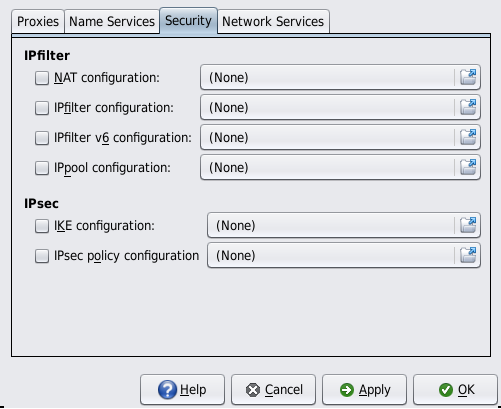 Proxies Name Services Security Network Services
IPfilter
NAT configuration: (None)
IPfilter configuration: (None)
IPfilter v6 configuration: (None)
IPpool configuration: (None)
IPsec
IKE configuration: (None)
IPsec policy configuration (None)
Help Cancel Apply OK